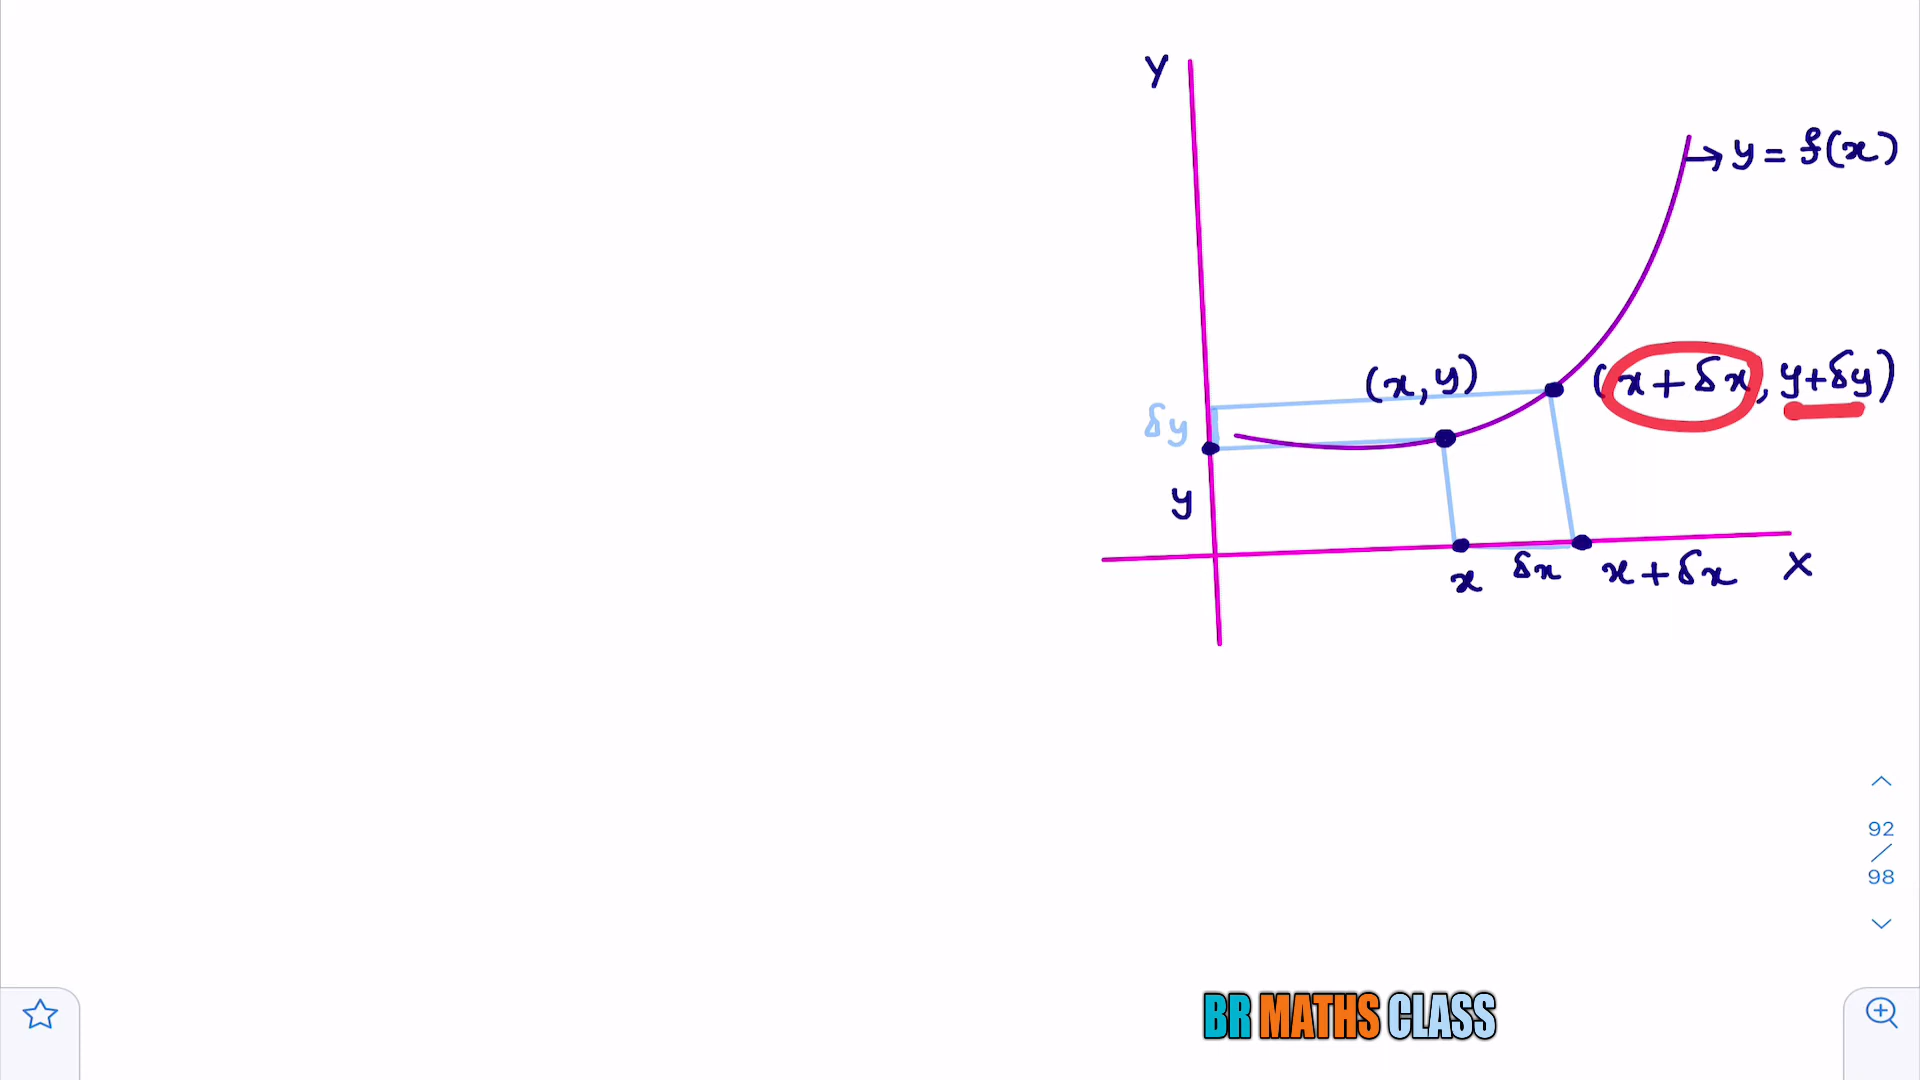 Y
→ y = f(x)
(x, y)
(x + δx, y + δy)
δy
y
x
δx
x + δx
X
92
/
98
BR MATHS CLASS